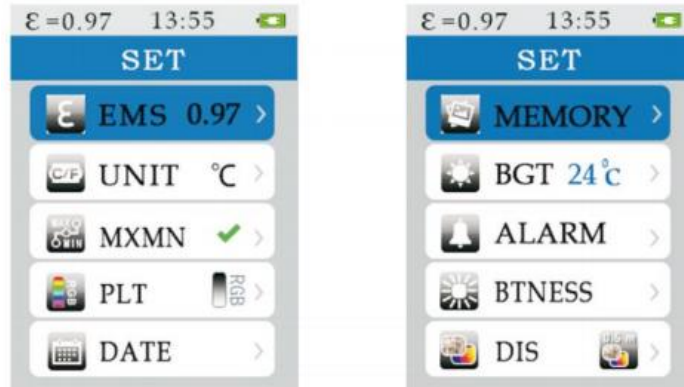 ε=0.97 13:55
SET
EMS 0.97 >
UNIT °C >
MXMN >
PLT RGB >
DATE >
ε=0.97 13:55
SET
MEMORY >
BGT 24°c >
ALARM >
BTNESS >
DIS >